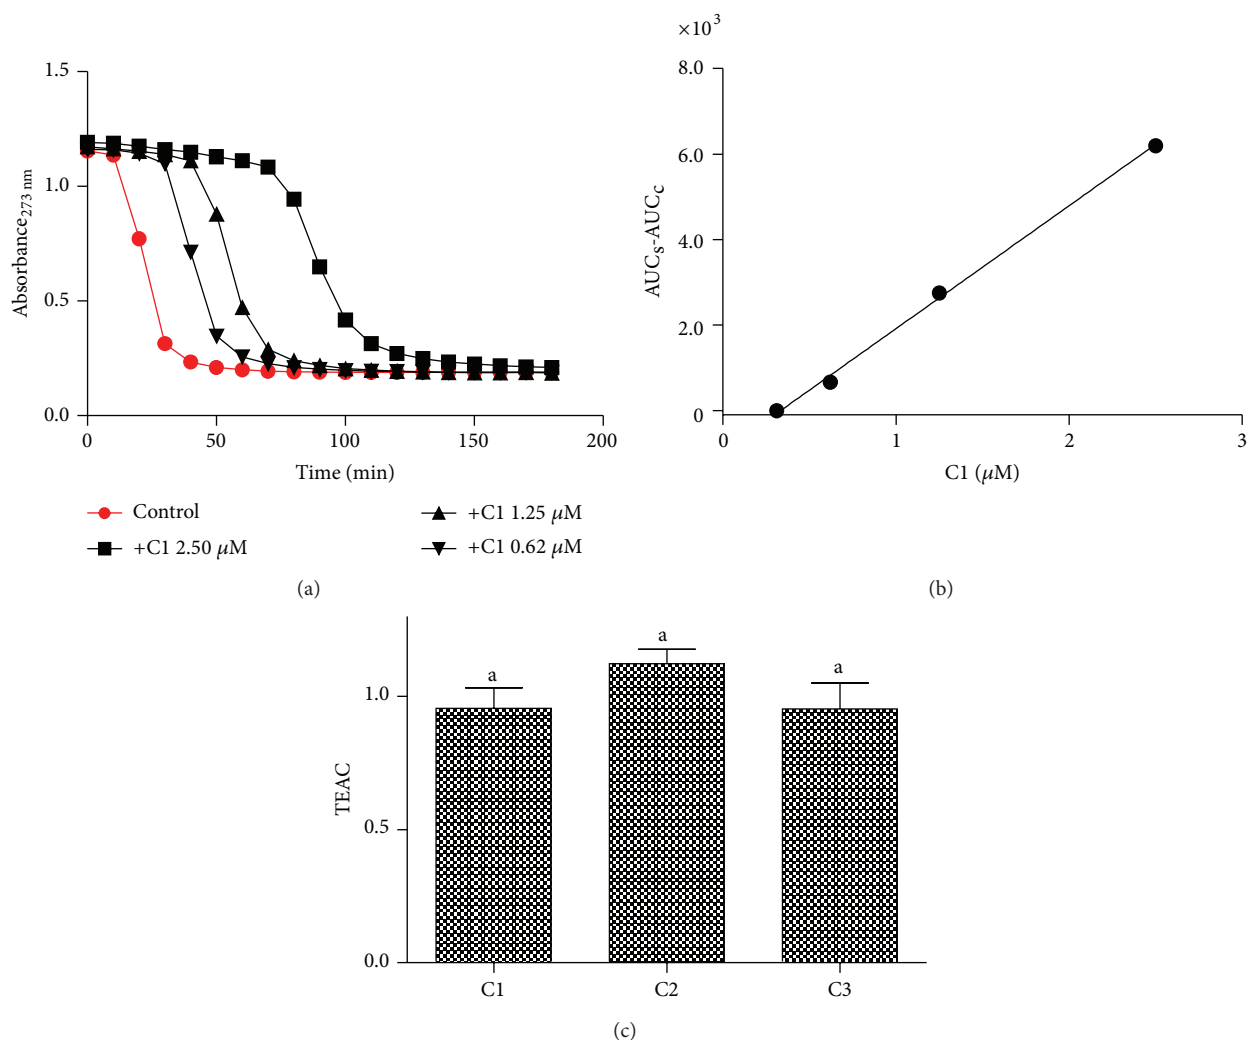 1.5
1.0
0.5
0.0
Absorbance273 nm
0 50 100 150 200
Time (min)
Control
+C1 2.50 μM
+C1 1.25 μM
+C1 0.62 μM
(a)
×10³
8.0
6.0
4.0
2.0
0
AUCS-AUCC
0 1 2 3
C1 (μM)
(b)
a a a
1.0
0.5
0.0
TEAC
C1 C2 C3
(c)